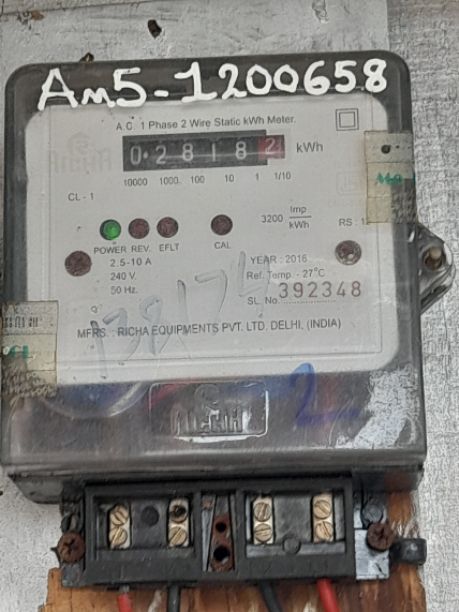 Am5-1200658
A.C. 1 Phase 2 Wire Static kWh Meter.
0 2 8 1 8 2 kWh
10000 1000 100 10 1 1/10
CL - 1
3200 Imp/kWh
RS : 1
POWER REV. EFLT CAL
2.5-10 A
240 V.
50 Hz.
YEAR : 2016
Ref. Temp. - 27°C
SL. No. 392348
138174
MFRS. : RICHA EQUIPMENTS PVT. LTD. DELHI, (INDIA)
2
RICHA